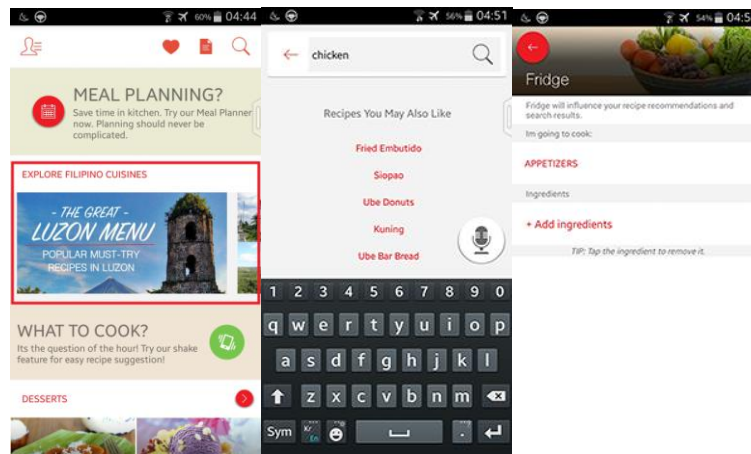 60% 04:44
MEAL PLANNING?
Save time in kitchen. Try our Meal Planner
now. Planning should never be
complicated.
EXPLORE FILIPINO CUISINES
- THE GREAT -
LUZON MENU
POPULAR MUST-TRY
RECIPES IN LUZON
WHAT TO COOK?
Its the question of the hour! Try our shake
feature for easy recipe suggestion!
DESSERTS
56% 04:51
chicken
Recipes You May Also Like
Fried Embutido
Siopao
Ube Donuts
Kuning
Ube Bar Bread
1 2 3 4 5 6 7 8 9 0
q w e r t y u i o p
a s d f g h j k l
z x c v b n m
Sym Kr En .
54% 04:5
Fridge
Fridge will influence your recipe recommendations and
search results.
Im going to cook:
APPETIZERS
Ingredients
+ Add ingredients
TIP: Tap the ingredient to remove it.